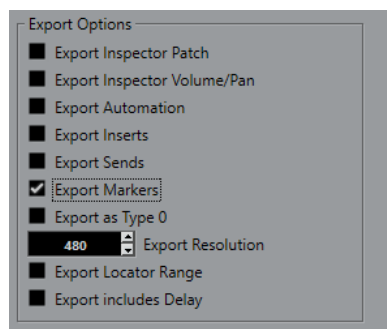 Export Options
Export Inspector Patch
Export Inspector Volume/Pan
Export Automation
Export Inserts
Export Sends
Export Markers
Export as Type 0
480 Export Resolution
Export Locator Range
Export includes Delay